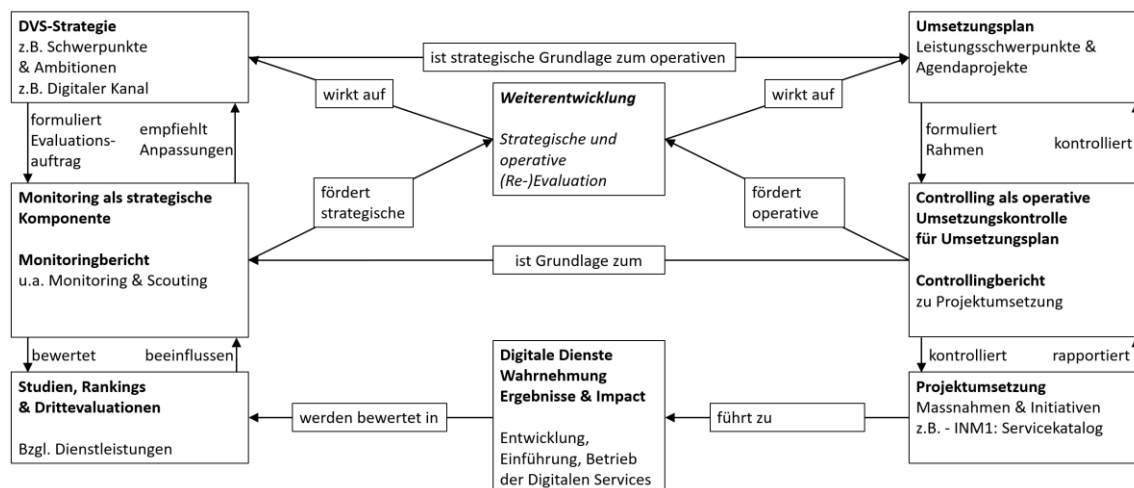 DVS-Strategie
z.B. Schwerpunkte
& Ambitionen
z.B. Digitaler Kanal
ist strategische Grundlage zum operativen
Umsetzungsplan
Leistungsschwerpunkte &
Agendaprojekte
wirkt auf
Weiterentwicklung
Strategische und
operative
(Re-)Evaluation
wirkt auf
formuliert
Evaluations-
auftrag
empfiehlt
Anpassungen
formuliert
Rahmen
kontrolliert
Monitoring als strategische
Komponente
Monitoringbericht
u.a. Monitoring & Scouting
fördert
strategische
fördert
operative
ist Grundlage zum
Controlling als operative
Umsetzungskontrolle
für Umsetzungsplan
Controllingbericht
zu Projektumsetzung
bewertet
beeinflussen
kontrolliert
rapportiert
Studien, Rankings
& Drittevaluationen
Bzgl. Dienstleistungen
werden bewertet in
Digitale Dienste
Wahrnehmung
Ergebnisse & Impact
Entwicklung,
Einführung, Betrieb
der Digitalen Services
führt zu
Projektumsetzung
Massnahmen & Initiativen
z.B. - INM1: Servicekatalog